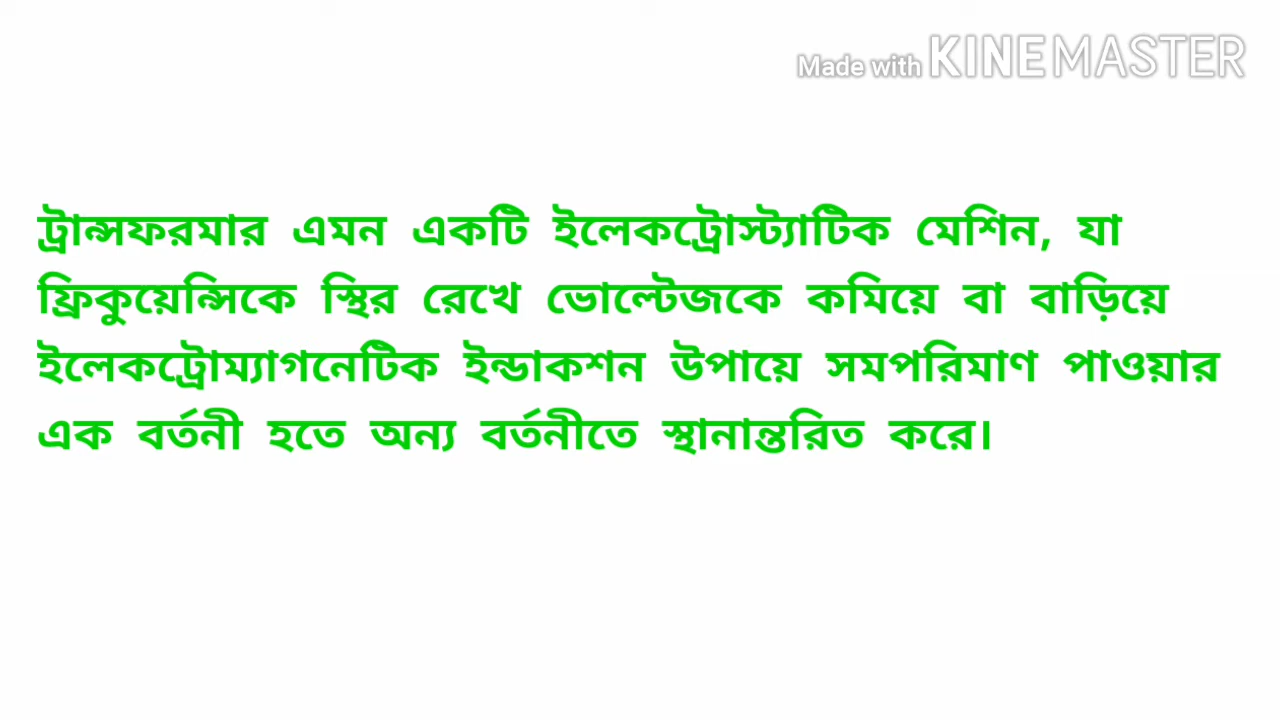 Made with KINEMASTER
ট্রান্সফরমার এমন একটি ইলেকট্রোস্ট্যাটিক মেশিন, যা
ফ্রিকুয়েন্সিকে স্থির রেখে ভোল্টেজকে কমিয়ে বা বাড়িয়ে
ইলেকট্রোম্যাগনেটিক ইন্ডাকশন উপায়ে সমপরিমাণ পাওয়ার
এক বর্তনী হতে অন্য বর্তনীতে স্থানান্তরিত করে।